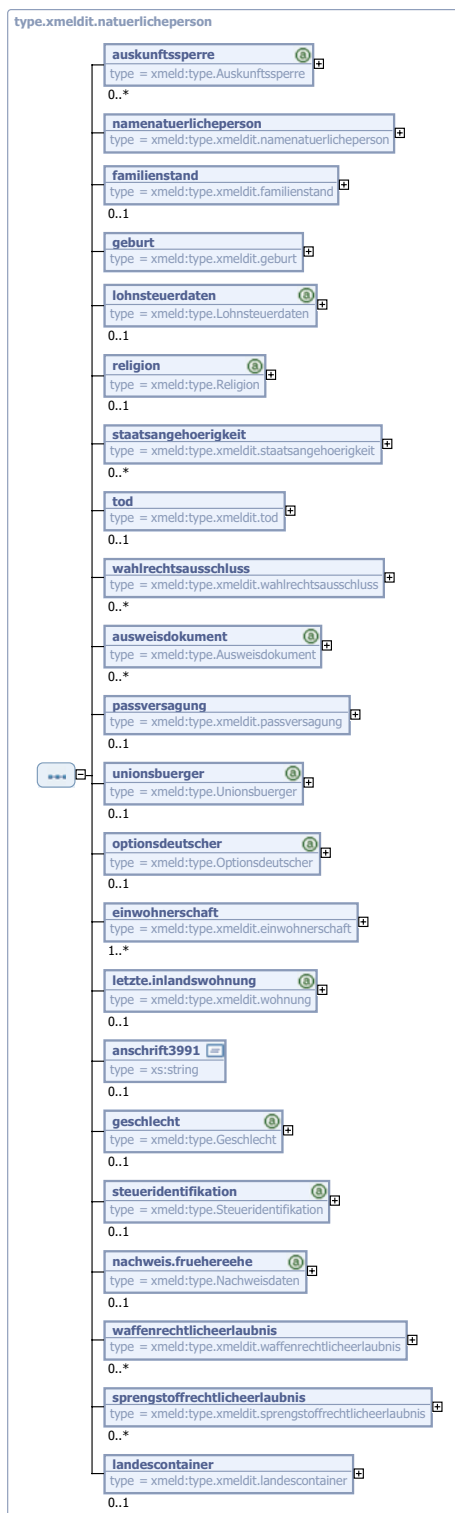 type.xmeldit.natuerlicheperson
auskunftssperre
type = xmeld:type.Auskunftssperre
0..*
namenatuerlicheperson
type = xmeld:type.xmeldit.namenatuerlicheperson
familienstand
type = xmeld:type.xmeldit.familienstand
0..1
geburt
type = xmeld:type.xmeldit.geburt
lohnsteuerdaten
type = xmeld:type.Lohnsteuerdaten
0..1
religion
type = xmeld:type.Religion
0..1
staatsangehoerigkeit
type = xmeld:type.xmeldit.staatsangehoerigkeit
0..*
tod
type = xmeld:type.xmeldit.tod
0..1
wahlrechtsausschluss
type = xmeld:type.xmeldit.wahlrechtsausschluss
0..*
ausweisdokument
type = xmeld:type.Ausweisdokument
0..*
passversagung
type = xmeld:type.xmeldit.passversagung
0..1
unionsbuerger
type = xmeld:type.Unionsbuerger
0..1
optionsdeutscher
type = xmeld:type.Optionsdeutscher
0..1
einwohnerschaft
type = xmeld:type.xmeldit.einwohnerschaft
1..*
letzte.inlandswohnung
type = xmeld:type.xmeldit.wohnung
0..1
anschrift3991
type = xs:string
0..1
geschlecht
type = xmeld:type.Geschlecht
0..1
steueridentifikation
type = xmeld:type.Steueridentifikation
0..1
nachweis.fruehereehe
type = xmeld:type.Nachweisdaten
0..1
waffenrechtlicheerlaubnis
type = xmeld:type.xmeldit.waffenrechtlicheerlaubnis
0..*
sprengstoffrechtlicheerlaubnis
type = xmeld:type.xmeldit.sprengstoffrechtlicheerlaubnis
0..*
landescontainer
type = xmeld:type.xmeldit.landescontainer
0..1